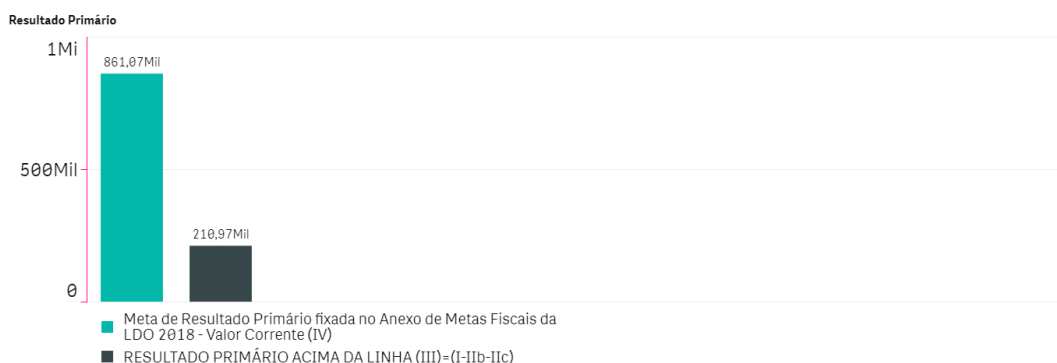 Resultado Primário
1Mi
861,07Mil
500Mil
210,97Mil
0
Meta de Resultado Primário fixada no Anexo de Metas Fiscais da
LDO 2018 - Valor Corrente (IV)
RESULTADO PRIMÁRIO ACIMA DA LINHA (III)=(I-IIb-IIc)